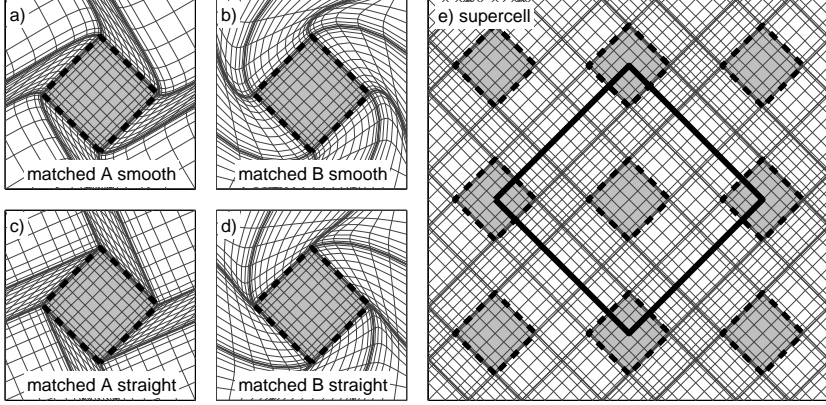 a)
matched A smooth
b)
matched B smooth
c)
matched A straight
d)
matched B straight
e) supercell